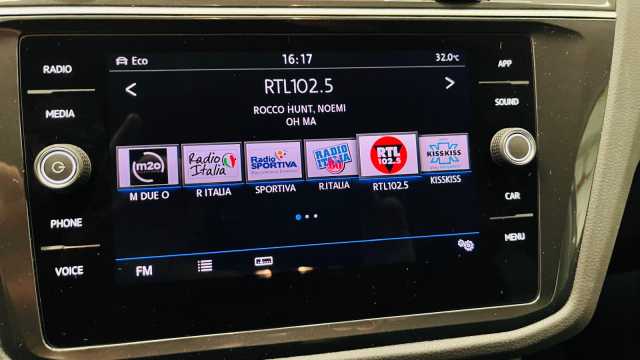 RADIO
MEDIA
PHONE
VOICE
Eco
16:17
32.0°C
RTL102.5
ROCCO HUNT, NOEMI
OH MA
m2o
Radio Italia
Radio SPORTIVA
RADIO ITALIA 60
RTL 102.5
KISSKISS
M DUE O
R ITALIA
SPORTIVA
R.ITALIA
RTL102.5
KISSKISS
FM
APP
SOUND
CAR
MENU